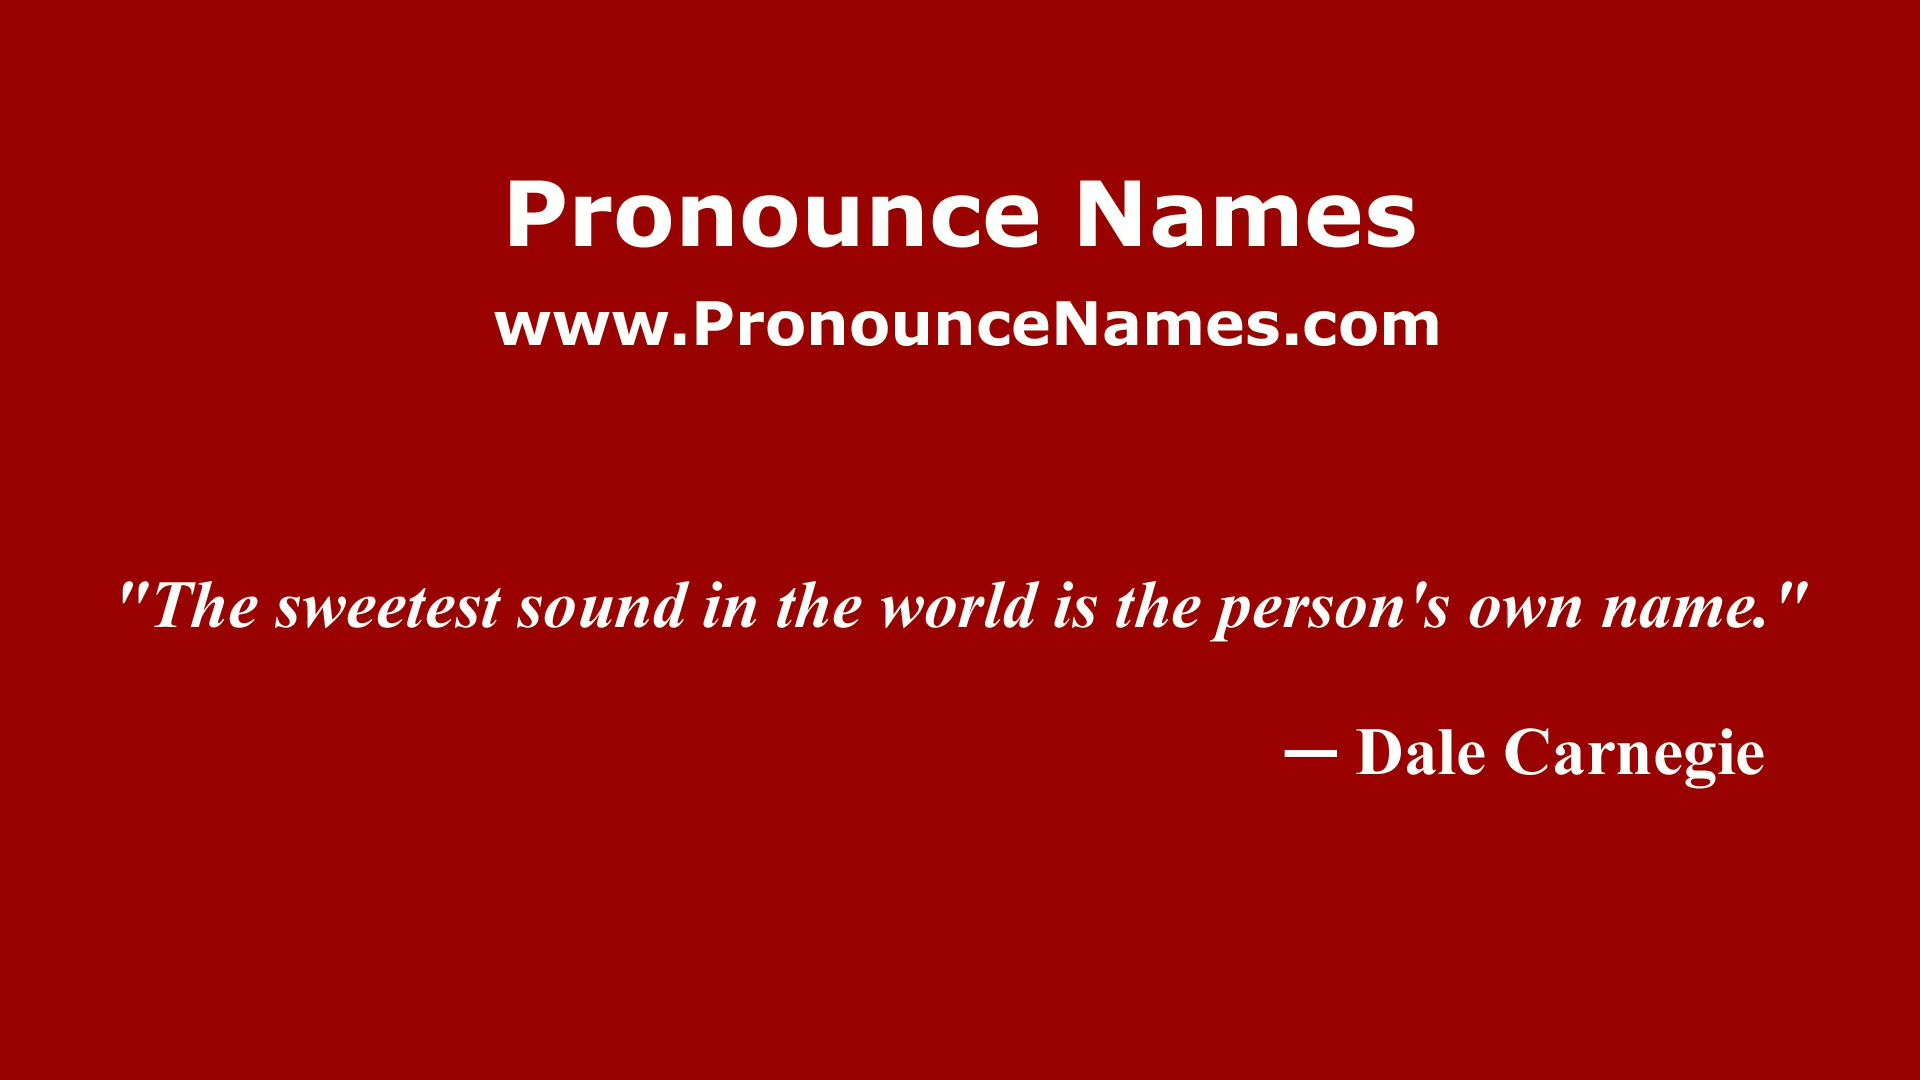 Pronounce Names
www.PronounceNames.com
"The sweetest sound in the world is the person's own name."
— Dale Carnegie